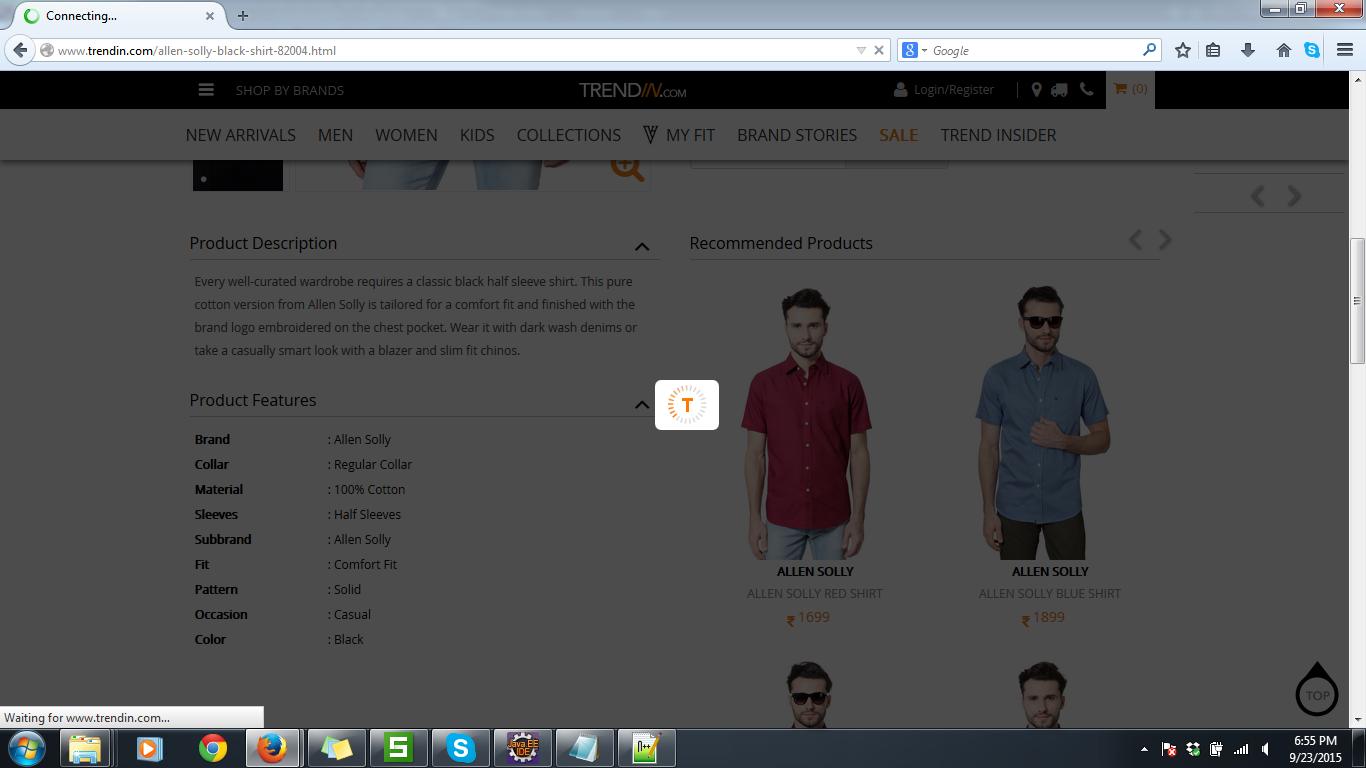 Connecting...
www.trendin.com/allen-solly-black-shirt-82004.html
Google
SHOP BY BRANDS
TRENDIN.COM
Login/Register
(0)
NEW ARRIVALS MEN WOMEN KIDS COLLECTIONS MY FIT BRAND STORIES SALE TREND INSIDER
Product Description
Every well-curated wardrobe requires a classic black half sleeve shirt. This pure
cotton version from Allen Solly is tailored for a comfort fit and finished with the
brand logo embroidered on the chest pocket. Wear it with dark wash denims or
take a casually smart look with a blazer and slim fit chinos.
Product Features
Brand : Allen Solly
Collar : Regular Collar
Material : 100% Cotton
Sleeves : Half Sleeves
Subbrand : Allen Solly
Fit : Comfort Fit
Pattern : Solid
Occasion : Casual
Color : Black
T
Recommended Products
ALLEN SOLLY
ALLEN SOLLY RED SHIRT
₹ 1699
ALLEN SOLLY
ALLEN SOLLY BLUE SHIRT
₹ 1899
TOP
Waiting for www.trendin.com...
Java EE
IDE
6:55 PM
9/23/2015